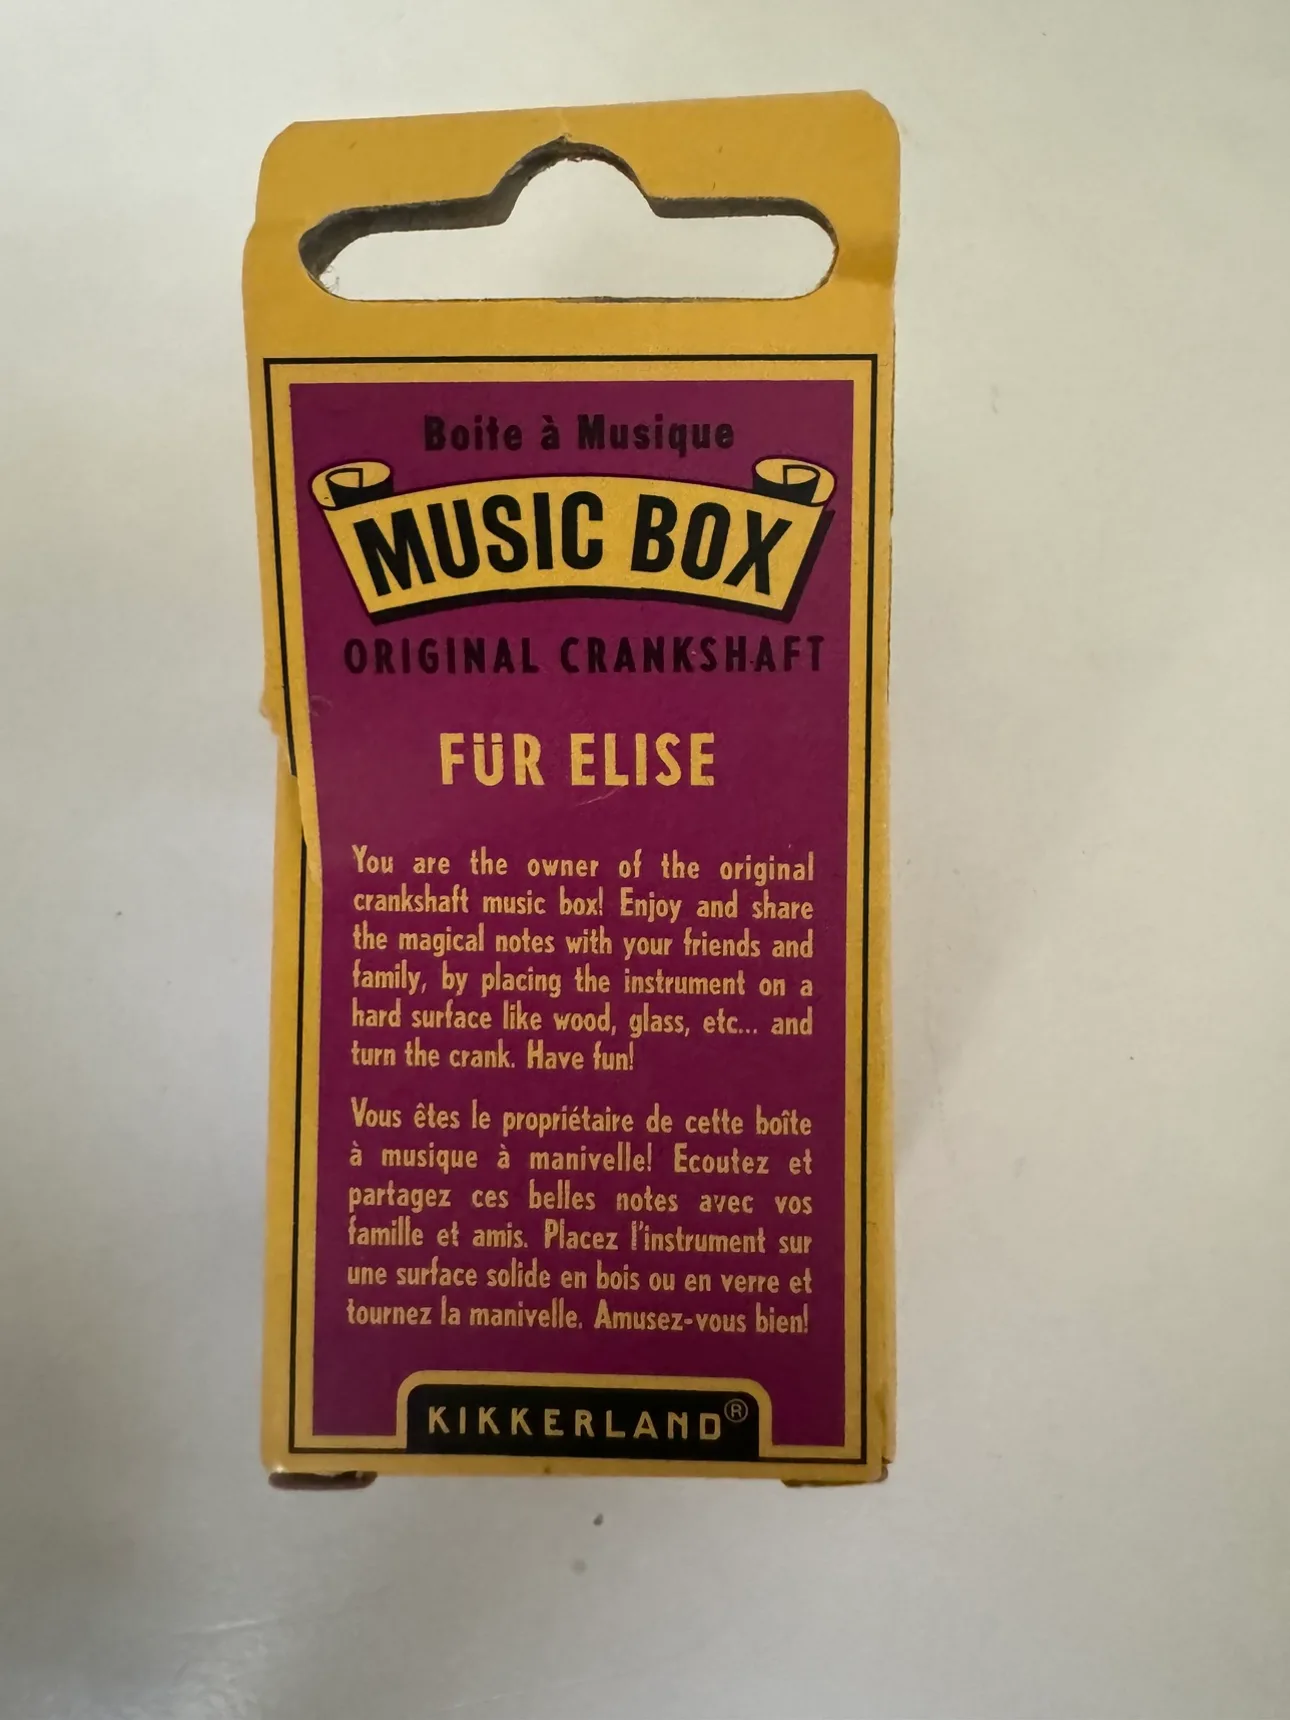 Boite à Musique
MUSIC BOX
ORIGINAL CRANKSHAFT
FÜR ELISE
You are the owner of the original
crankshaft music box! Enjoy and share
the magical notes with your friends and
family, by placing the instrument on a
hard surface like wood, glass, etc... and
turn the crank. Have fun!
Vous êtes le propriétaire de cette boîte
à musique à manivelle! Ecoutez et
partagez ces belles notes avec vos
famille et amis. Placez l'instrument sur
une surface solide en bois ou en verre et
tournez la manivelle. Amusez-vous bien!
KIKKERLAND®